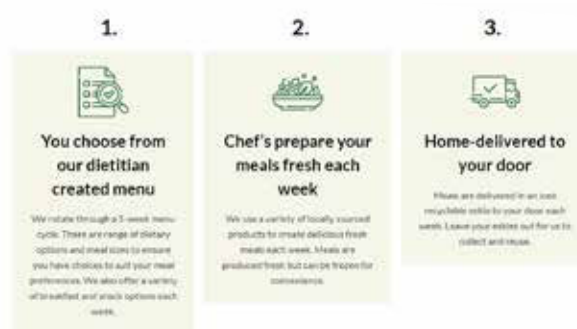 1.
You choose from
our dietitian
created menu
We rotate through a 5-week menu
cycle. There are range of dietary
options and meal sizes to ensure
you have choices to suit your meal
preferences. We also offer a variety
of breakfast and snack options each
week.
2.
Chef's prepare your
meals fresh each
week
We use a variety of locally sourced
products to create delicious fresh
meals each week. Meals are
produced fresh but can be frozen for
convenience.
3.
Home-delivered to
your door
Meals are delivered in an
recyclable to your door each
week. Leave your out for us to
collect and reuse.